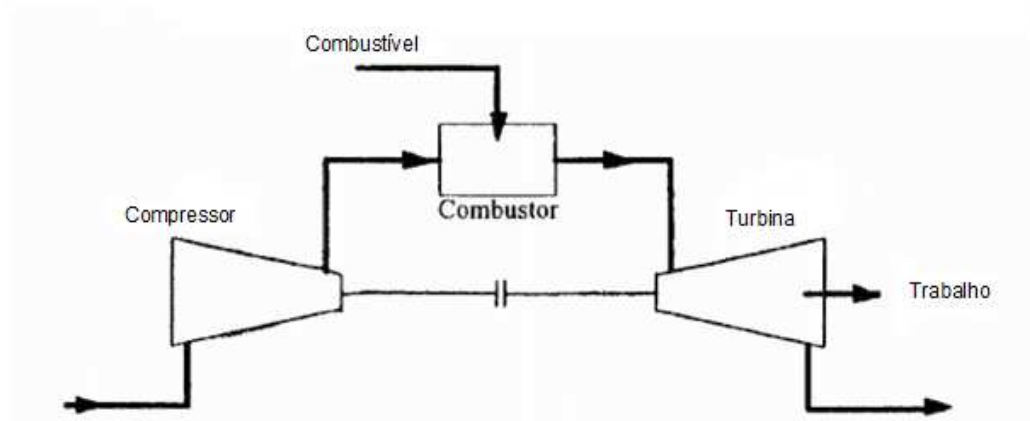 Combustível
Combustor
Compressor
Turbina
Trabalho